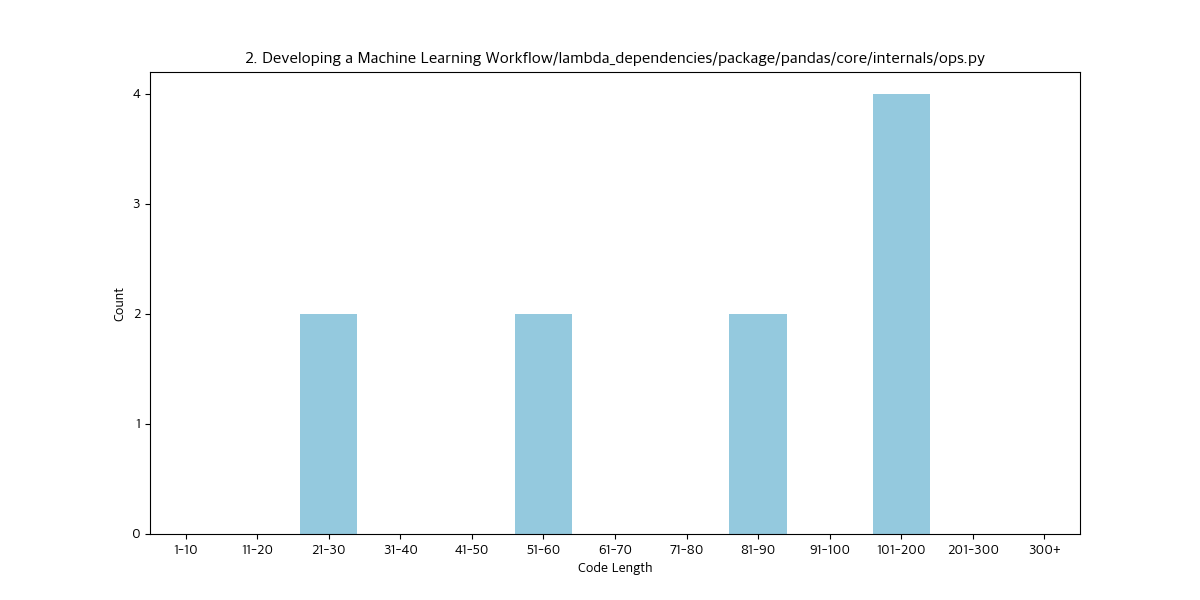 2. Developing a Machine Learning Workflow/lambda_dependencies/package/pandas/core/internals/ops.py
4
3
2
1
0
Count
1-10 11-20 21-30 31-40 41-50 51-60 61-70 71-80 81-90 91-100 101-200 201-300 300+
Code Length